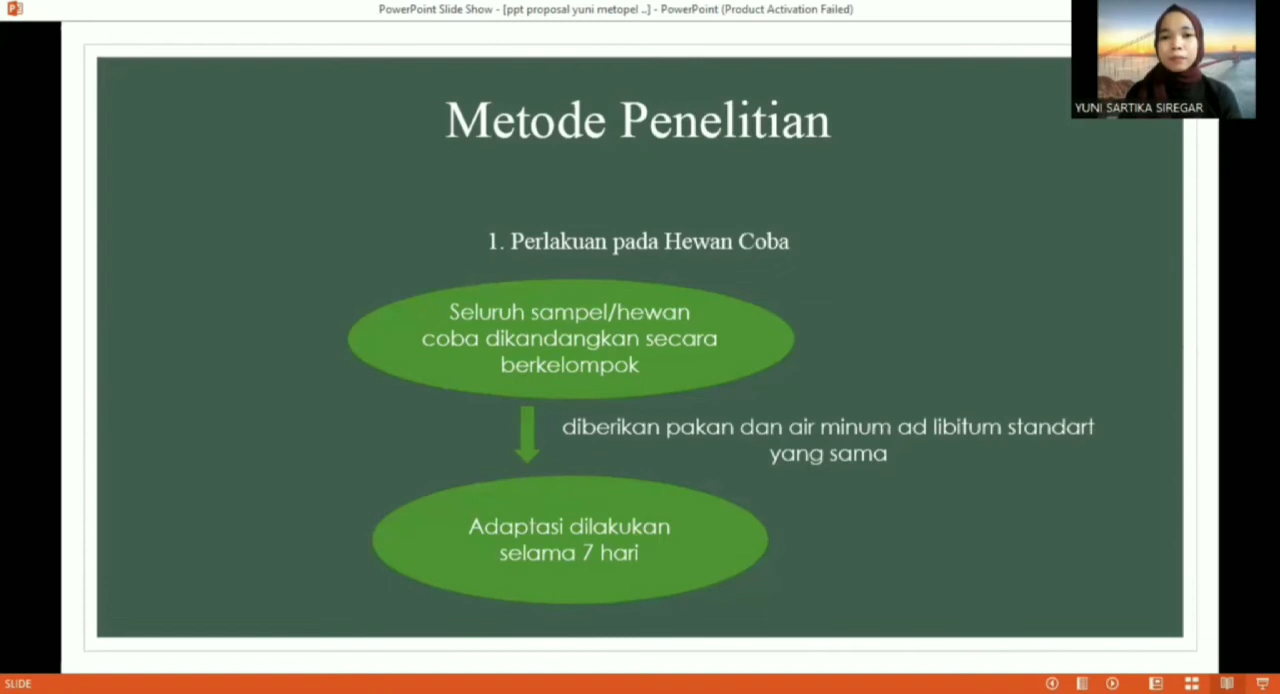 PowerPoint Slide Show - [ppt proposal yuni metopel ..] - PowerPoint (Product Activation Failed)
YUNI SARTIKA SIREGAR
Metode Penelitian
1. Perlakuan pada Hewan Coba
Seluruh sampel/hewan
coba dikandangkan secara
berkelompok
diberikan pakan dan air minum ad libitum standart
yang sama
Adaptasi dilakukan
selama 7 hari
SLIDE